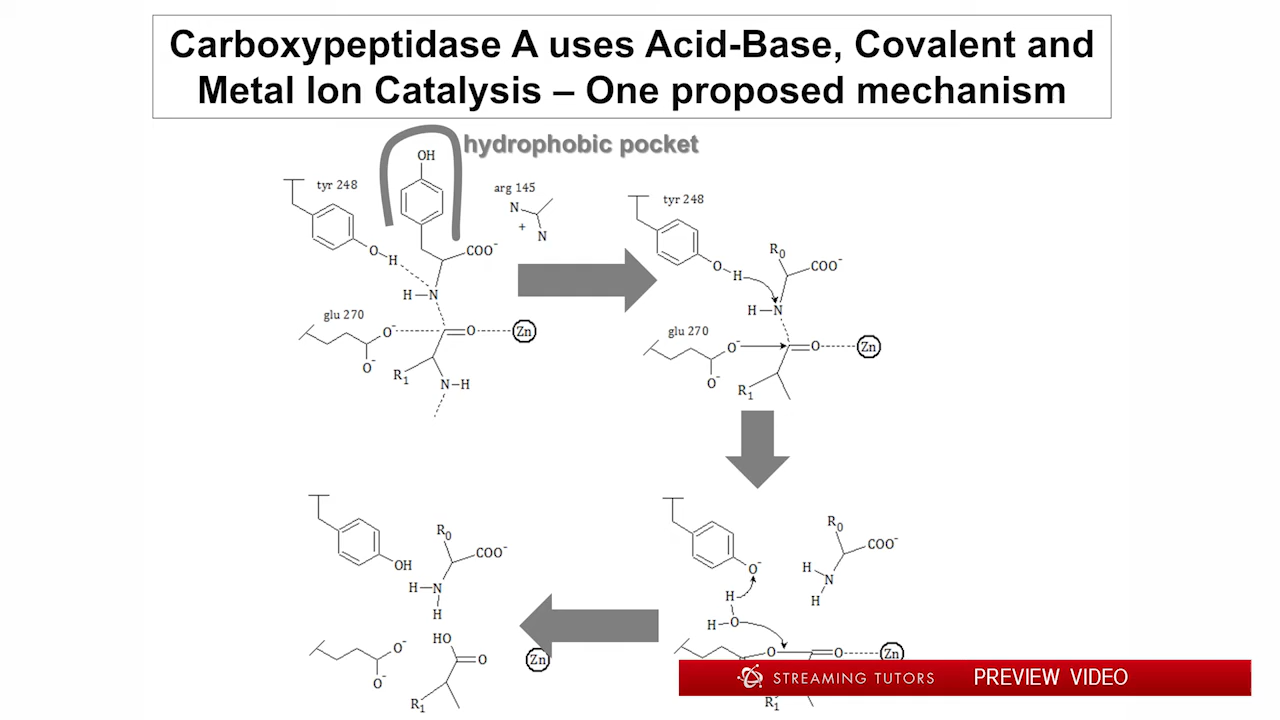 Carboxypeptidase A uses Acid-Base, Covalent and
Metal Ion Catalysis – One proposed mechanism
hydrophobic pocket
OH
tyr 248
arg 145
N
+
N
O
H
COO⁻
H–N
glu 270
O⁻
O
Zn
O⁻
R₁
N–H
tyr 248
R₀
O
H
COO⁻
H–N
glu 270
O⁻
O
Zn
O⁻
R₁
R₀
COO⁻
OH
H–N
H
HO
O⁻
O
Zn
O⁻
R₁
R₀
COO⁻
O⁻
H
N
H
H
H–O
O
O
Zn
R₁
STREAMING TUTORS
PREVIEW VIDEO